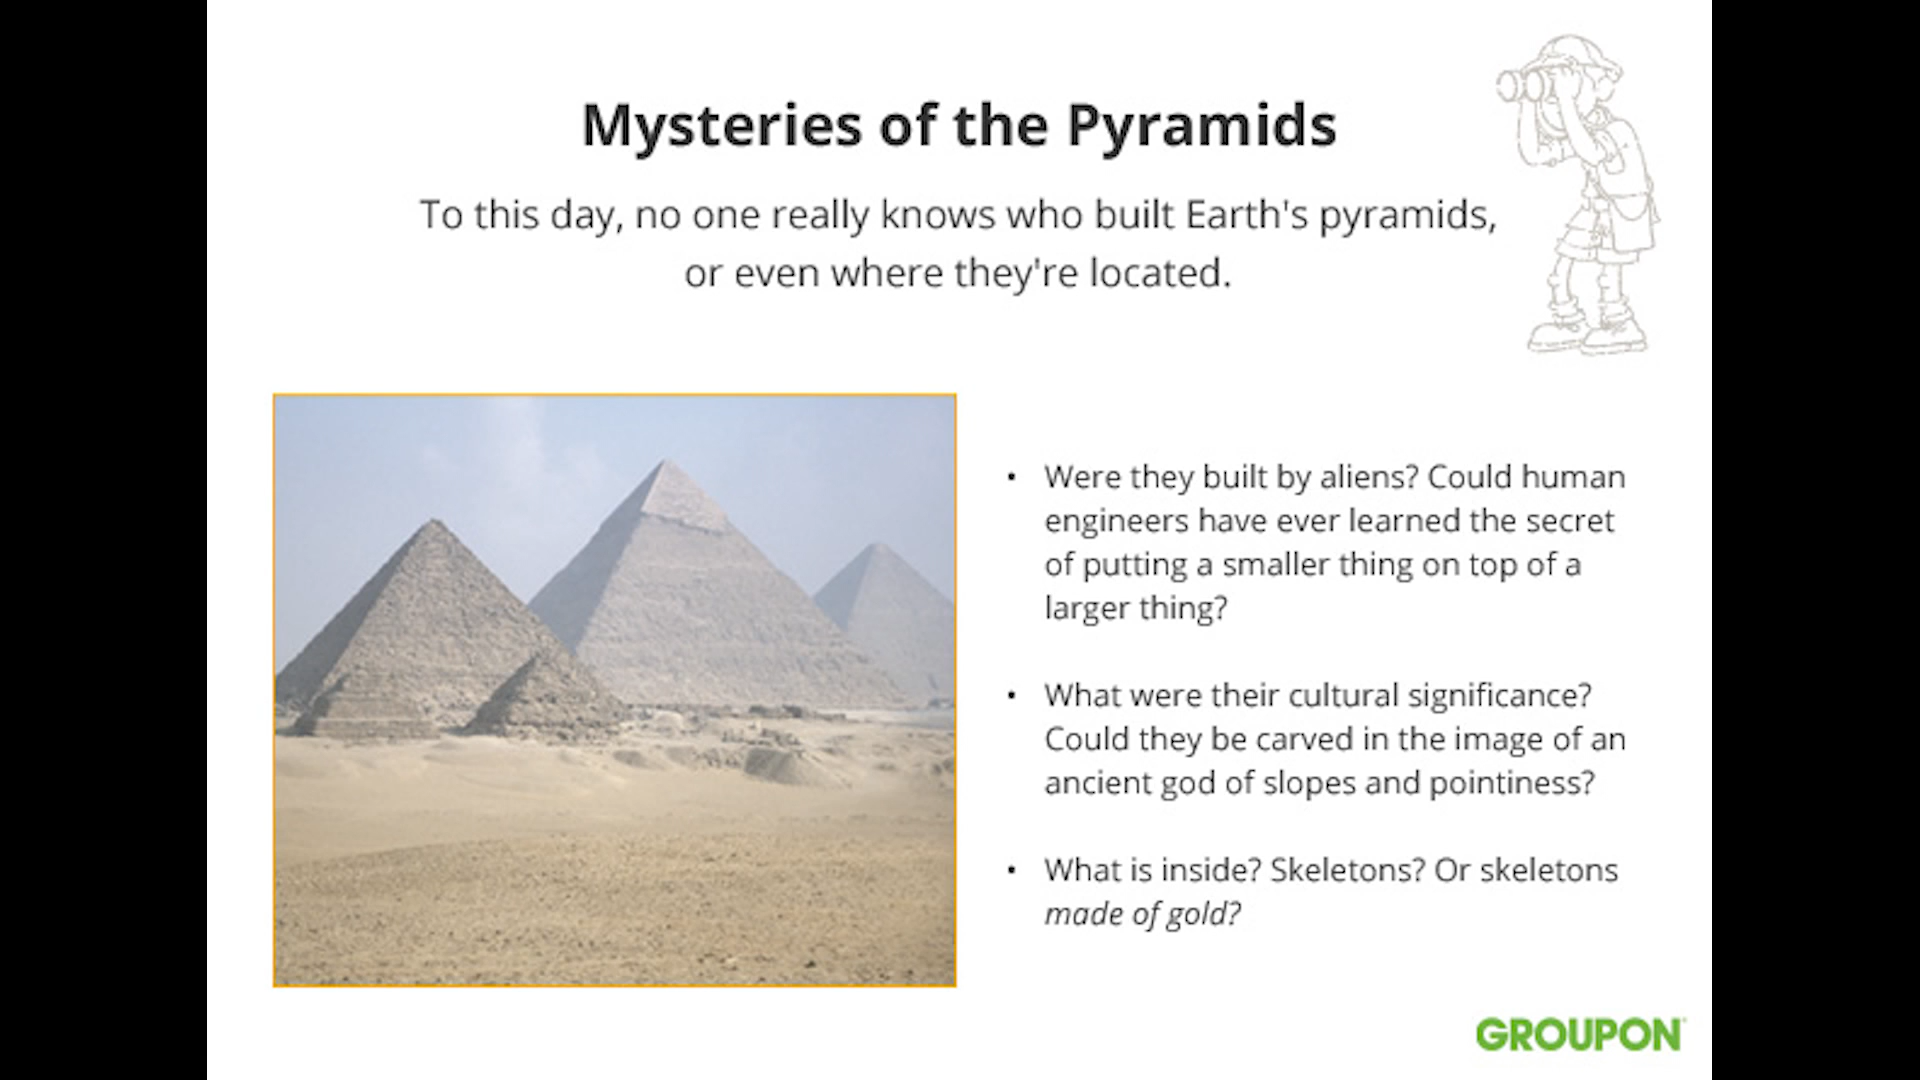 Mysteries of the Pyramids
To this day, no one really knows who built Earth's pyramids,
or even where they're located.
• Were they built by aliens? Could human
engineers have ever learned the secret
of putting a smaller thing on top of a
larger thing?
• What were their cultural significance?
Could they be carved in the image of an
ancient god of slopes and pointiness?
• What is inside? Skeletons? Or skeletons
made of gold?
GROUPON